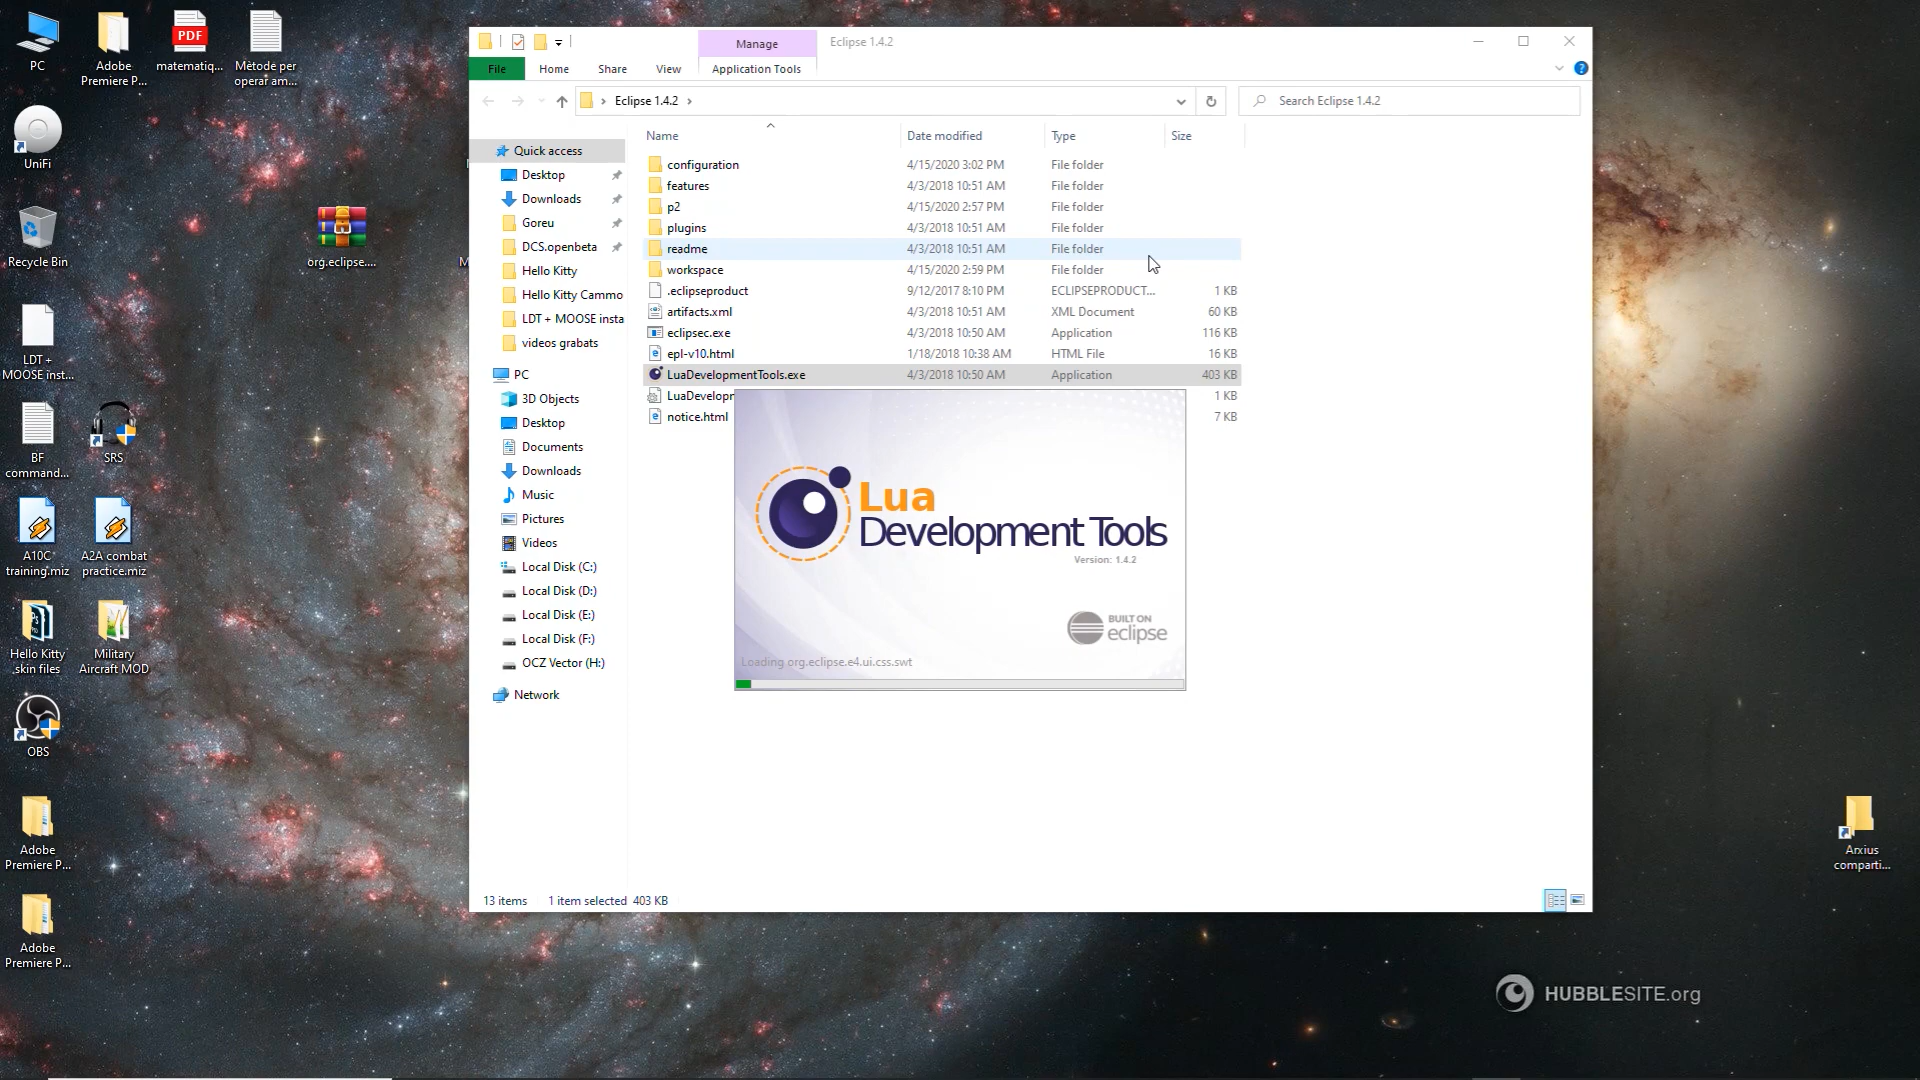 PC
Adobe
Premiere P...
PDF
matematiq...
Mètode per
operar am...
UniFi
Recycle Bin
org.eclipse....
LDT +
MOOSE inst...
BF
command...
SRS
A10C
training.miz
A2A combat
practice.miz
Hello Kitty
skin files
Military
Aircraft MOD
OBS
Adobe
Premiere P...
Adobe
Premiere P...
Manage
Eclipse 1.4.2
File
Home
Share
View
Application Tools
Eclipse 1.4.2
Search Eclipse 1.4.2
Quick access
Desktop
Downloads
Goreu
DCS.openbeta
Hello Kitty
Hello Kitty Cammo
LDT + MOOSE insta
videos grabats
PC
3D Objects
Desktop
Documents
Downloads
Music
Pictures
Videos
Local Disk (C:)
Local Disk (D:)
Local Disk (E:)
Local Disk (F:)
OCZ Vector (H:)
Network
Name Date modified Type Size
configuration 4/15/2020 3:02 PM File folder
features 4/3/2018 10:51 AM File folder
p2 4/15/2020 2:57 PM File folder
plugins 4/3/2018 10:51 AM File folder
readme 4/3/2018 10:51 AM File folder
workspace 4/15/2020 2:59 PM File folder
.eclipseproduct 9/12/2017 8:10 PM ECLIPSEPRODUCT... 1 KB
artifacts.xml 4/3/2018 10:51 AM XML Document 60 KB
eclipsec.exe 4/3/2018 10:50 AM Application 116 KB
epl-v10.html 1/18/2018 10:38 AM HTML File 16 KB
LuaDevelopmentTools.exe 4/3/2018 10:50 AM Application 403 KB
LuaDevelopr 1 KB
notice.html 7 KB
Lua
Development Tools
Version: 1.4.2
BUILT ON
eclipse
Loading org.eclipse.e4.ui.css.swt
13 items 1 item selected 403 KB
Arxius
comparti...
HUBBLESITE.org